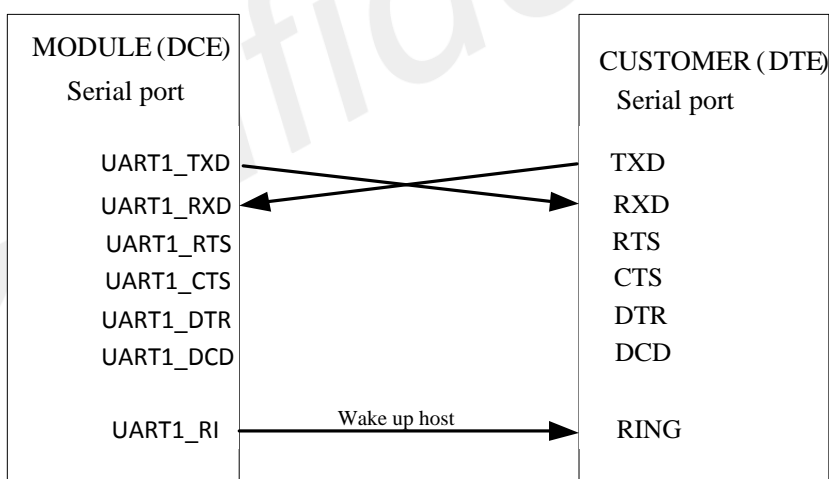 MODULE (DCE)
Serial port
UART1_TXD
UART1_RXD
UART1_RTS
UART1_CTS
UART1_DTR
UART1_DCD
UART1_RI
Wake up host
CUSTOMER ( DTE)
Serial port
TXD
RXD
RTS
CTS
DTR
DCD
RING